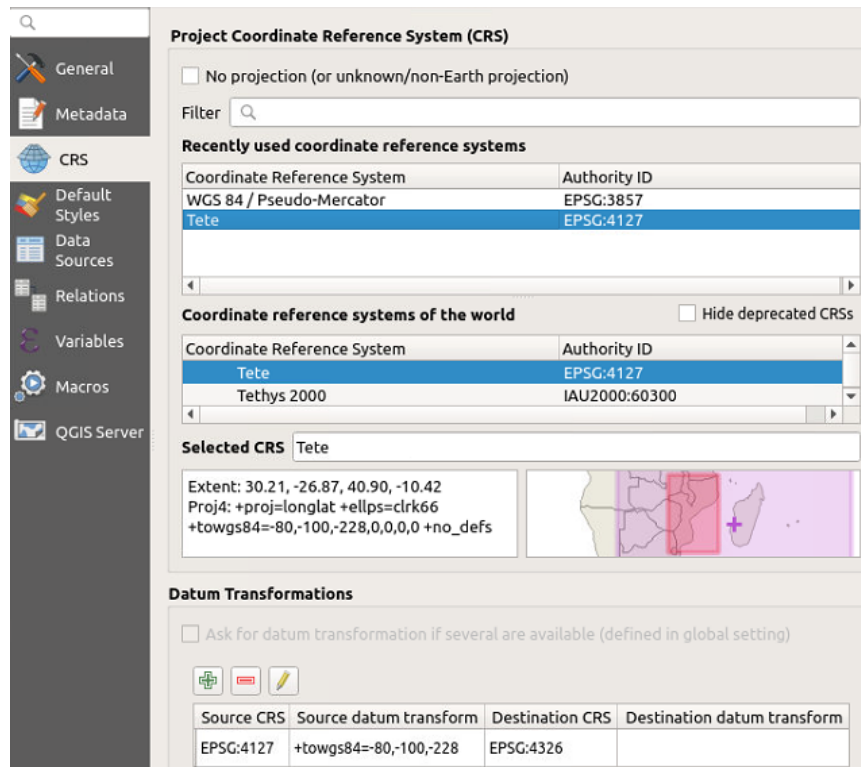 Project Coordinate Reference System (CRS)
General
No projection (or unknown/non-Earth projection)
Metadata
Filter
CRS
Recently used coordinate reference systems
Coordinate Reference System Authority ID
WGS 84 / Pseudo-Mercator EPSG:3857
Tete EPSG:4127
Default
Styles
Data
Sources
Relations
Variables
Macros
QGIS Server
Coordinate reference systems of the world Hide deprecated CRSs
Coordinate Reference System Authority ID
Tete EPSG:4127
Tethys 2000 IAU2000:60300
Selected CRS Tete
Extent: 30.21, -26.87, 40.90, -10.42
Proj4: +proj=longlat +ellps=clrk66
+towgs84=-80,-100,-228,0,0,0,0 +no_defs
Datum Transformations
Ask for datum transformation if several are available (defined in global setting)
Source CRS Source datum transform Destination CRS Destination datum transform
EPSG:4127 +towgs84=-80,-100,-228 EPSG:4326